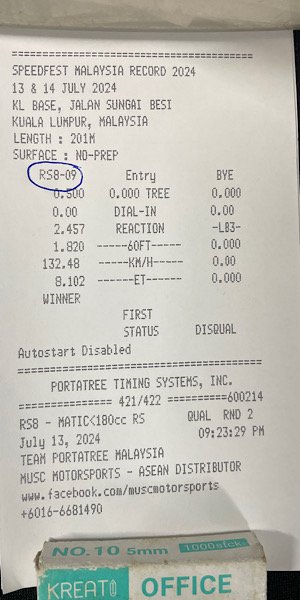 =====================================
SPEEDFEST MALAYSIA RECORD 2024
13 & 14 JULY 2024
KL BASE, JALAN SUNGAI BESI
KUALA LUMPUR, MALAYSIA
LENGTH : 201M
SURFACE : NO-PREP
RS8-09 Entry BYE
0.500 0.000 TREE 0.000
0.00 DIAL-IN 0.00
2.457 REACTION -LB3-
1.820 ------60FT------ 0.000
132.48 ------KM/H----- 0.00
8.102 -------ET------- 0.000
WINNER
FIRST
STATUS DISQUAL
Autostart Disabled
=====================================
PORTATREE TIMING SYSTEMS, INC.
=============== 421/422 ==========600214
RS8 - MATIC<180cc RS QUAL RND 2
July 13, 2024 09:23:29 PM
TEAM PORTATREE MALAYSIA
MUSC MOTORSPORTS - ASEAN DISTRIBUTOR
www.facebook.com/muscmotorsports
+6016-6681490
NO.10 5mm 1000stcks
KREATO OFFICE